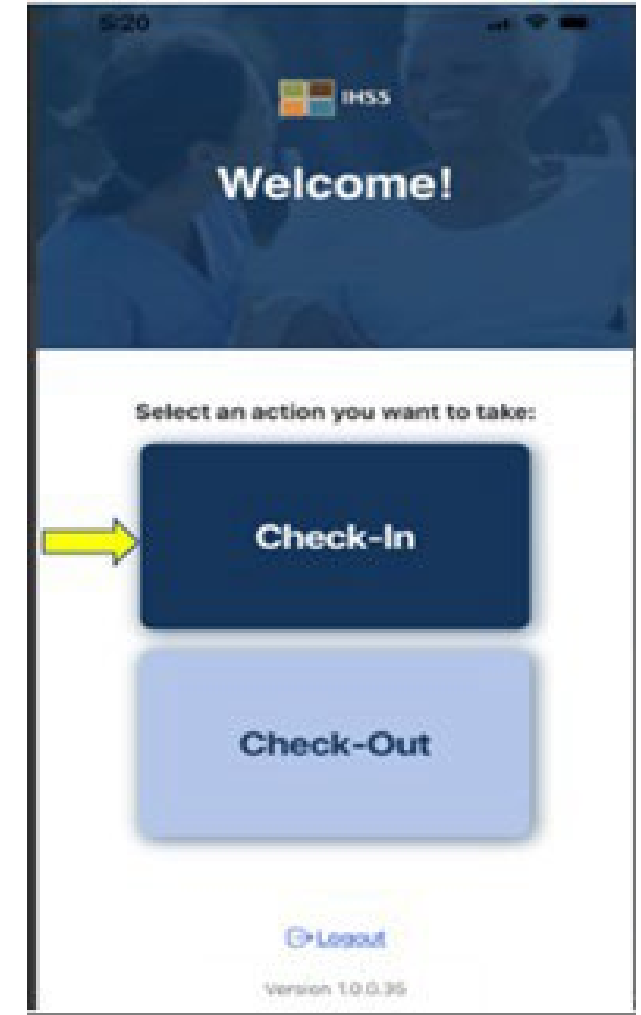 5:20
IHSS
Welcome!
Select an action you want to take:
Check-In
Check-Out
Logout
Version 1.0.0.35